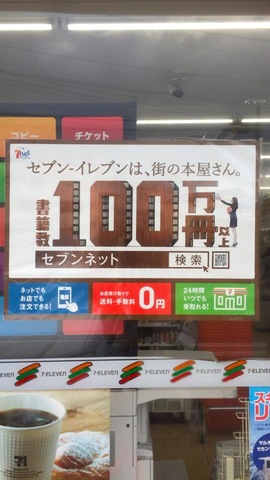 コピー
チケット
7net
セブン-イレブンは、街の本屋さん。
書籍数
100万冊以上
セブンネット
検索
ネットでも
お店でも
注文できる!
お店受け取りで
送料・手数料
0円
24時間
いつでも
受取れる!
7-ELEVEN
7-ELEVEN
7-ELEVEN
7-ELEVEN